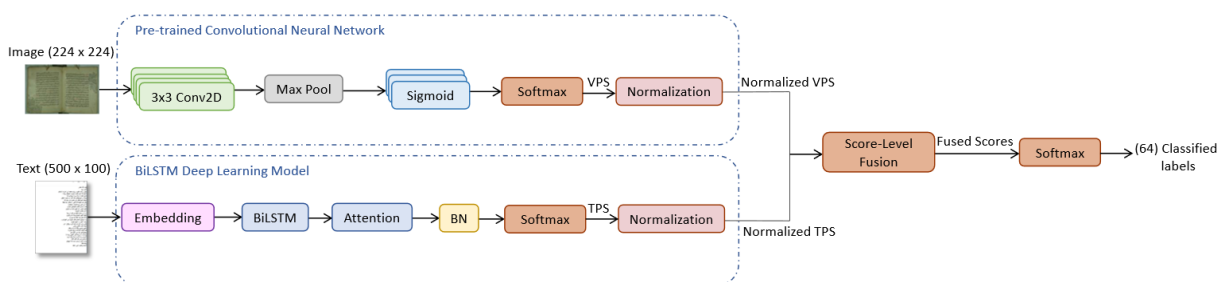 Pre-trained Convolutional Neural Network
Image (224 x 224)
3x3 Conv2D
Max Pool
Sigmoid
Softmax
VPS
Normalization
Normalized VPS
Text (500 x 100)
BiLSTM Deep Learning Model
Embedding
BiLSTM
Attention
BN
Softmax
TPS
Normalization
Normalized TPS
Score-Level
Fusion
Fused Scores
Softmax
(64) Classified
labels